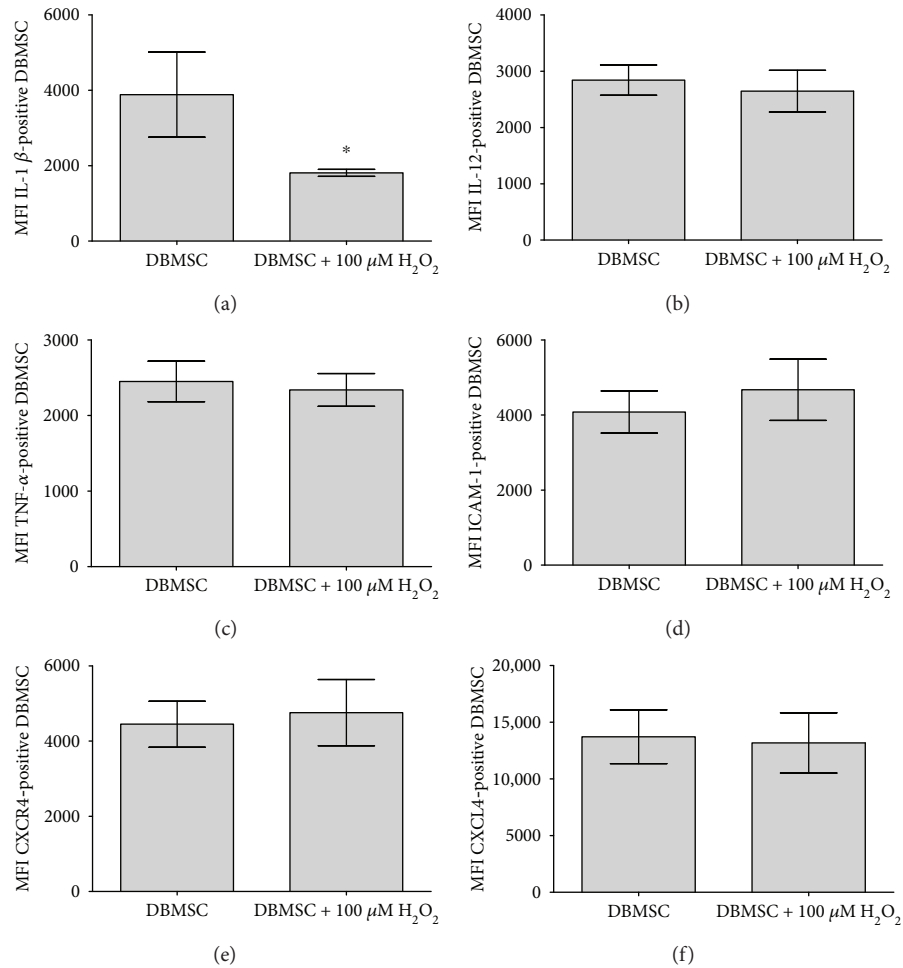 MFI IL-1 β-positive DBMSC
6000
4000
2000
0
*
DBMSC
DBMSC + 100 μM H₂O₂
(a)
MFI IL-12-positive DBMSC
4000
3000
2000
1000
0
DBMSC
DBMSC + 100 μM H₂O₂
(b)
MFI TNF-α-positive DBMSC
3000
2000
1000
0
DBMSC
DBMSC + 100 μM H₂O₂
(c)
MFI ICAM-1-positive DBMSC
6000
4000
2000
0
DBMSC
DBMSC + 100 μM H₂O₂
(d)
MFI CXCR4-positive DBMSC
6000
4000
2000
0
DBMSC
DBMSC + 100 μM H₂O₂
(e)
MFI CXCL4-positive DBMSC
20,000
15,000
10,000
5000
0
DBMSC
DBMSC + 100 μM H₂O₂
(f)